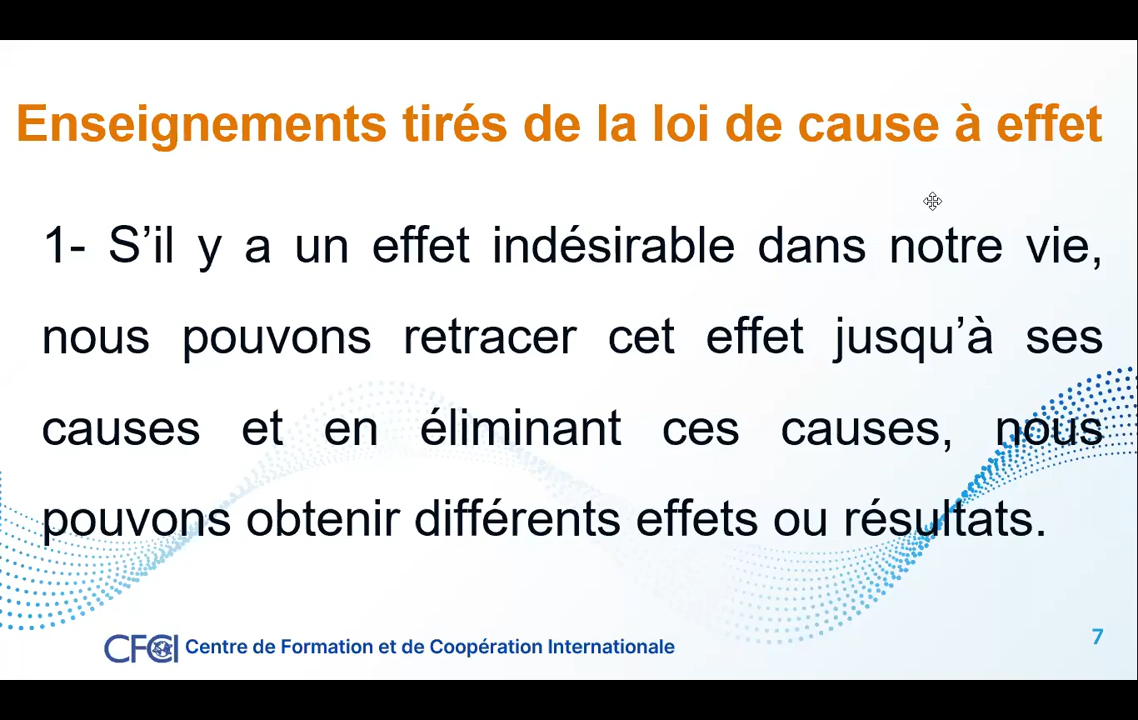 Enseignements tirés de la loi de cause à effet
1- S’il y a un effet indésirable dans notre vie,
nous pouvons retracer cet effet jusqu’à ses
causes et en éliminant ces causes, nous
pouvons obtenir différents effets ou résultats.
CFCI Centre de Formation et de Coopération Internationale
7